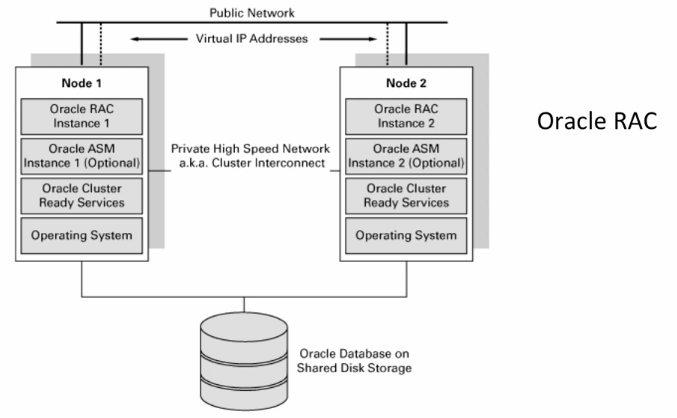 Public Network
Virtual IP Addresses
Node 1
Oracle RAC
Instance 1
Oracle ASM
Instance 1 (Optional)
Oracle Cluster
Ready Services
Operating System
Private High Speed Network
a.k.a. Cluster Interconnect
Node 2
Oracle RAC
Instance 2
Oracle ASM
Instance 2 (Optional)
Oracle Cluster
Ready Services
Operating System
Oracle RAC
Oracle Database on
Shared Disk Storage